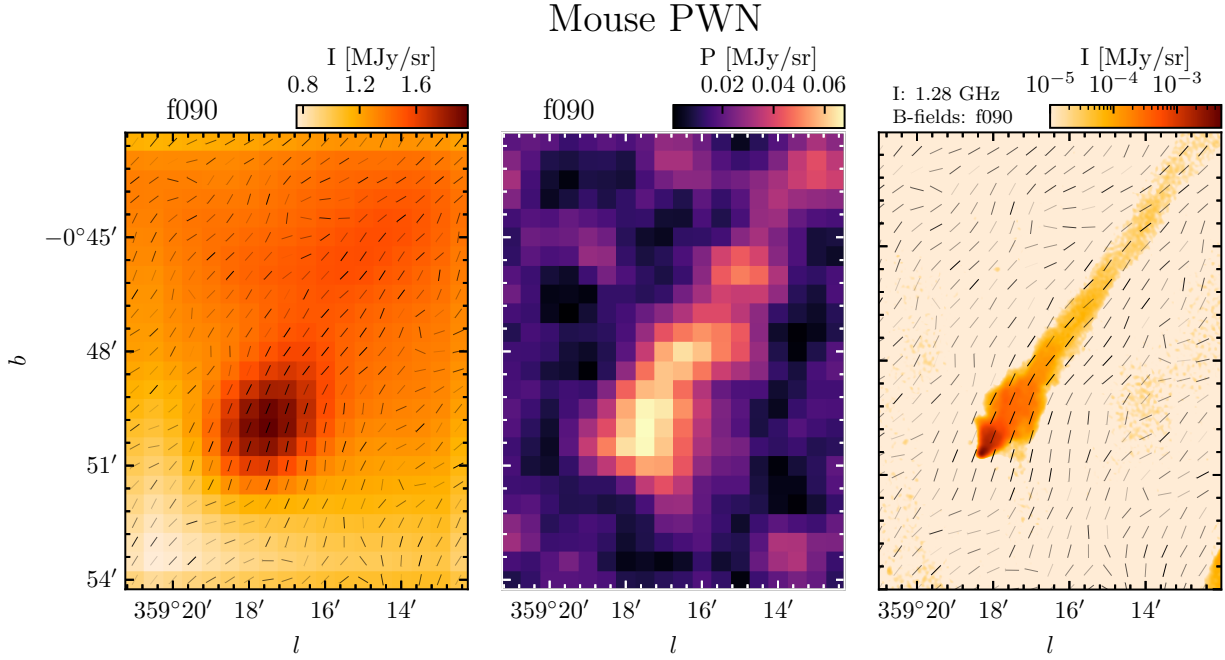 Mouse PWN
I [MJy/sr]
0.8 1.2 1.6
f090
P [MJy/sr]
0.02 0.04 0.06
f090
I [MJy/sr]
10⁻⁵ 10⁻⁴ 10⁻³
I: 1.28 GHz
B-fields: f090
−0°45′
48′
51′
54′
b
359°20′ 18′ 16′ 14′
l
359°20′ 18′ 16′ 14′
l
359°20′ 18′ 16′ 14′
l